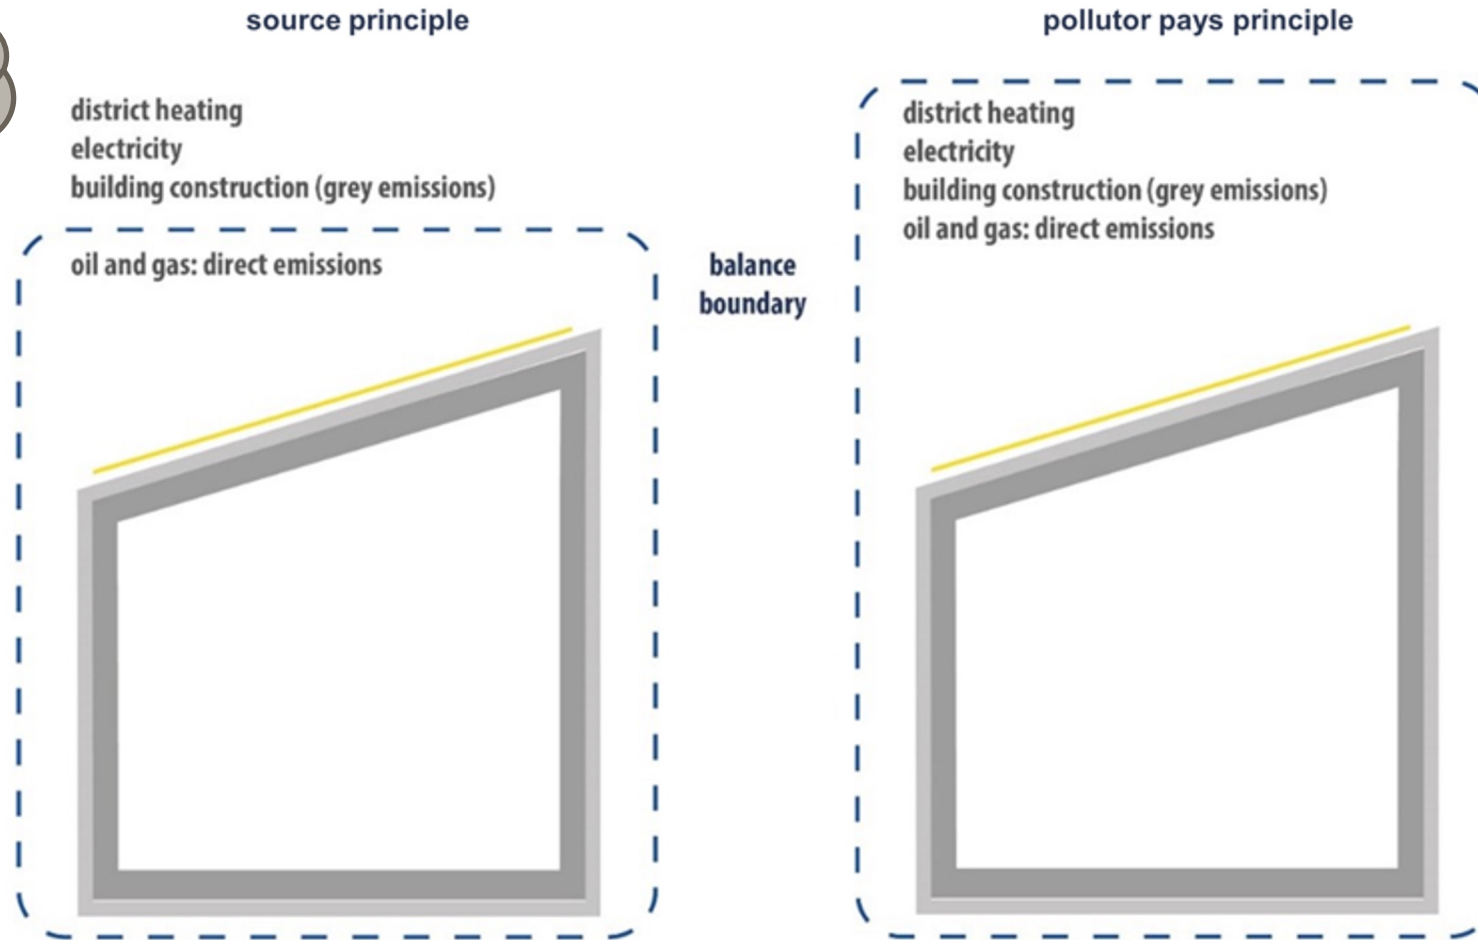 source principle
district heating
electricity
building construction (grey emissions)
oil and gas: direct emissions
balance
boundary
pollutor pays principle
district heating
electricity
building construction (grey emissions)
oil and gas: direct emissions